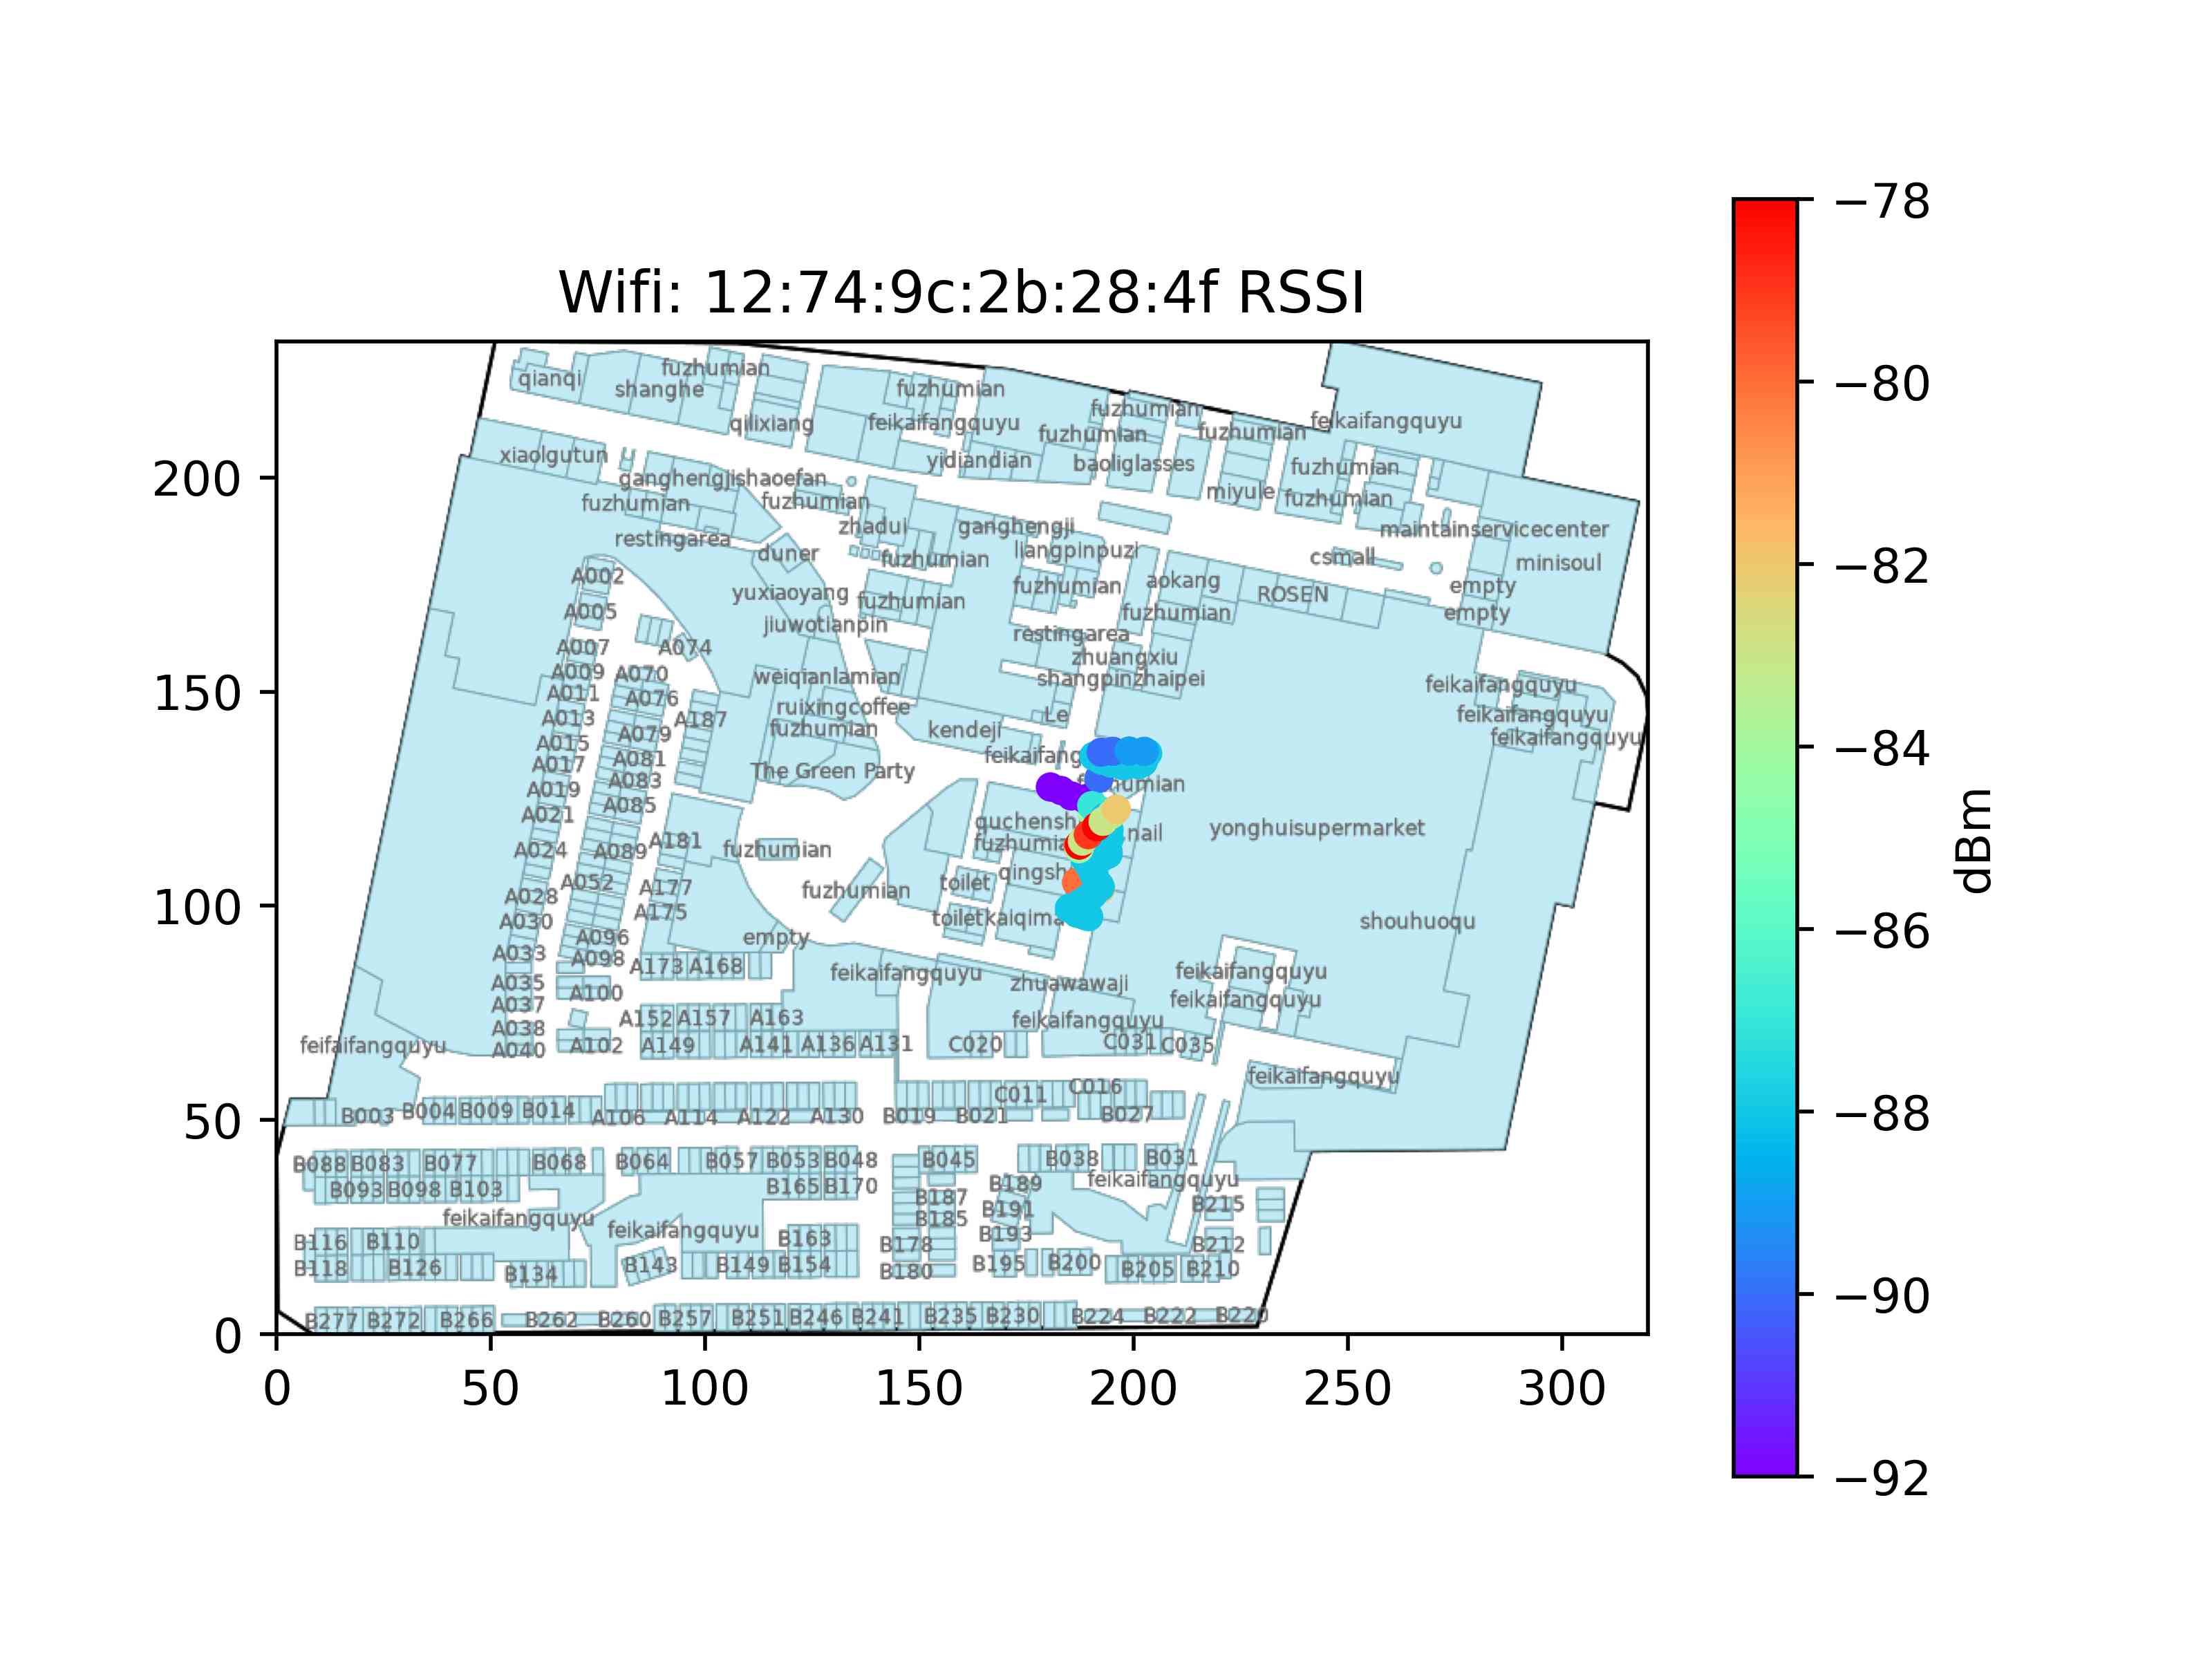 Wifi: 12:74:9c:2b:28:4f RSSI
fuzhumian
qianqi
shanghe
fuzhumian
qilixiang
feikaifangquyu
fuzhumian
fuzhumian
fuzhumian
feikaifangquyu
xiaolgutun
yidiandian
baoliglasses
fuzhumian
ganghengjishaoefan
miyule
fuzhumian
fuzhumian
fuzhumian
zhadui
ganghengji
maintainservicecenter
restingarea
duner
fuzhumian
liangpinpuzi
csmall
minisoul
A002
yuxiaoyang
fuzhumian
fuzhumian
aokang
ROSEN
empty
A005
jiuwotianpin
restingarea
fuzhumian
empty
A007
A074
zhuangxiu
A009
A070
weiqianlamian
shangpinzhaipei
feikaifangquyu
A011
A076
ruixingcoffee
Le
feikaifangquyu
A013
A187
fuzhumian
kendeji
A015
A079
feikaifangquyu
A017
A081
The Green Party
feikaifang
A019
A083
A021
A085
quchensh
nail
yonghuisupermarket
A024
A089
A181
fuzhumian
fuzhumia
A052
A177
fuzhumian
toilet
qingsh
A028
A030
A175
toilet
kaiqima
shouhuoqu
A033
A096
empty
A098
A173
A168
feikaifangquyu
zhuawawaji
feikaifangquyu
A035
A100
feikaifangquyu
A037
A152
A157
A163
feikaifangquyu
A038
feifaifangquyu
A040
A102
A149
A141
A136
A131
C020
C031
C035
feikaifangquyu
B003
B004
B009
B014
A106
A114
A122
A130
B019
B021
C011
C016
B027
B088
B083
B077
B068
B064
B057
B053
B048
B045
B038
B031
B093
B098
B103
B165
B170
B187
B189
feikaifangquyu
feikaifangquyu
feikaifangquyu
B185
B191
B215
B116
B110
B163
B178
B193
B212
B118
B126
B134
B143
B149
B154
B180
B195
B200
B205
B210
B277
B272
B266
B262
B260
B257
B251
B246
B241
B235
B230
B224
B222
B220
0
50
100
150
200
0
50
100
150
200
250
300
−78
−80
−82
−84
−86
−88
−90
−92
dBm